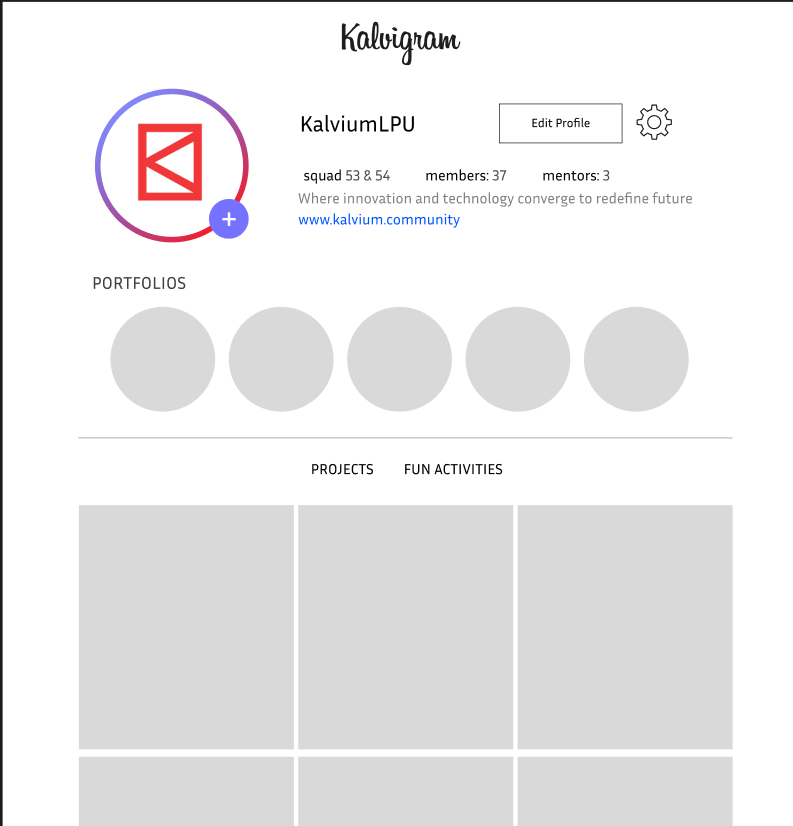 Kalvigram
KalviumLPU
Edit Profile
squad 53 & 54 members: 37 mentors: 3
Where innovation and technology converge to redefine future
www.kalvium.community
PORTFOLIOS
PROJECTS FUN ACTIVITIES